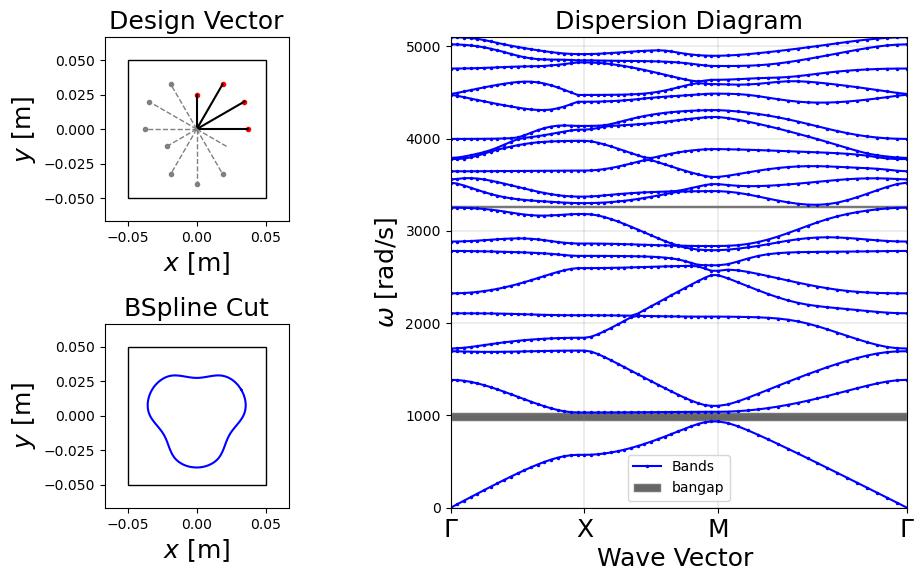 Design Vector
0.050
0.025
0.000
−0.025
−0.050
y [m]
−0.05
0.00
0.05
x [m]
BSpline Cut
0.050
0.025
0.000
−0.025
−0.050
y [m]
−0.05
0.00
0.05
x [m]
Dispersion Diagram
5000
4000
3000
2000
1000
0
ω [rad/s]
Bands
bangap
Γ
X
M
Γ
Wave Vector